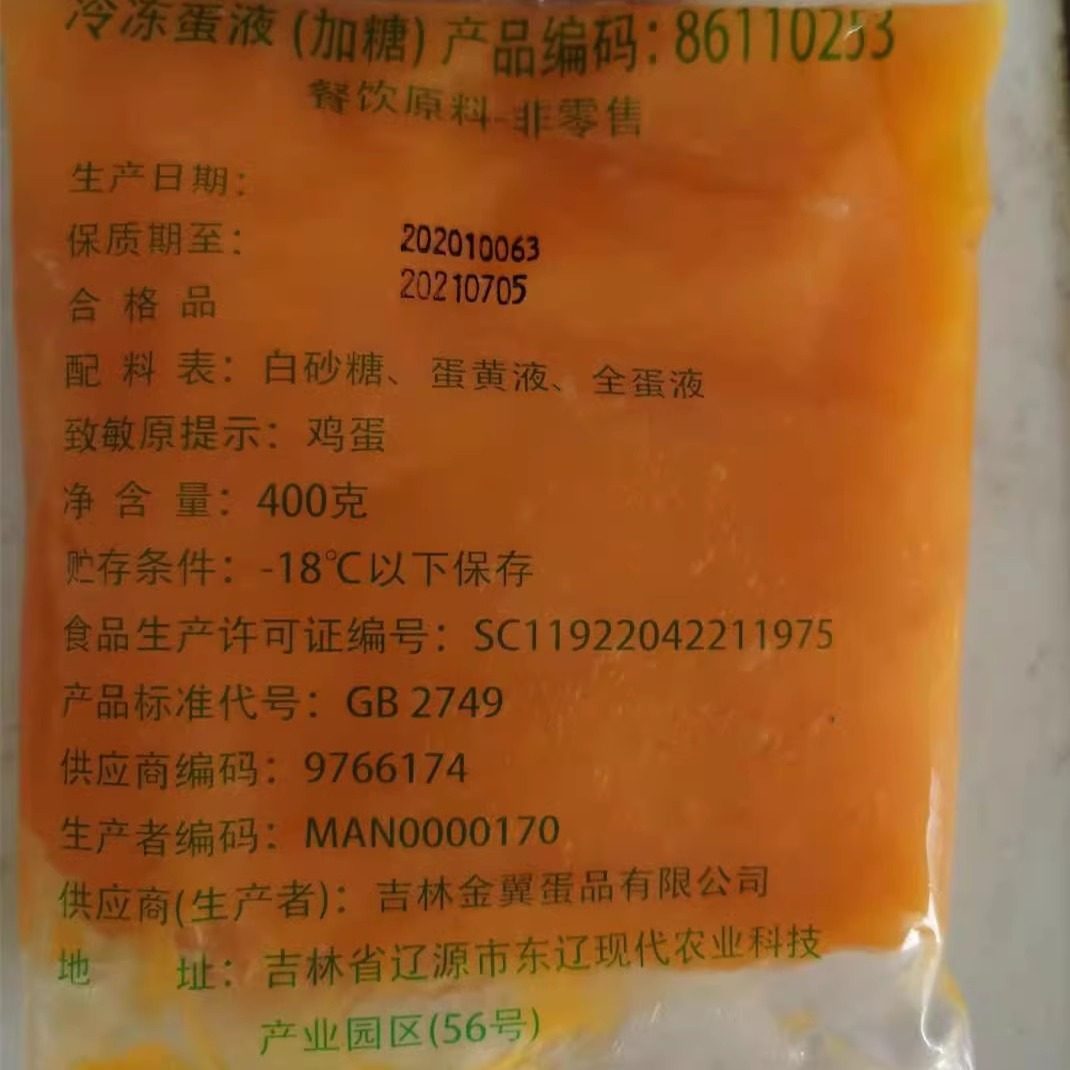 冷冻蛋液(加糖)产品编码:86110253
餐饮原料-非零售
生产日期:
保质期至: 202010063
合格品 20210705
配料表: 白砂糖、蛋黄液、全蛋液
致敏原提示: 鸡蛋
净含量: 400克
贮存条件: -18℃以下保存
食品生产许可证编号: SC11922042211975
产品标准代号: GB 2749
供应商编码: 9766174
生产者编码: MAN0000170
供应商(生产者): 吉林金翼蛋品有限公司
地址: 吉林省辽源市东辽现代农业科技
产业园区(56号)